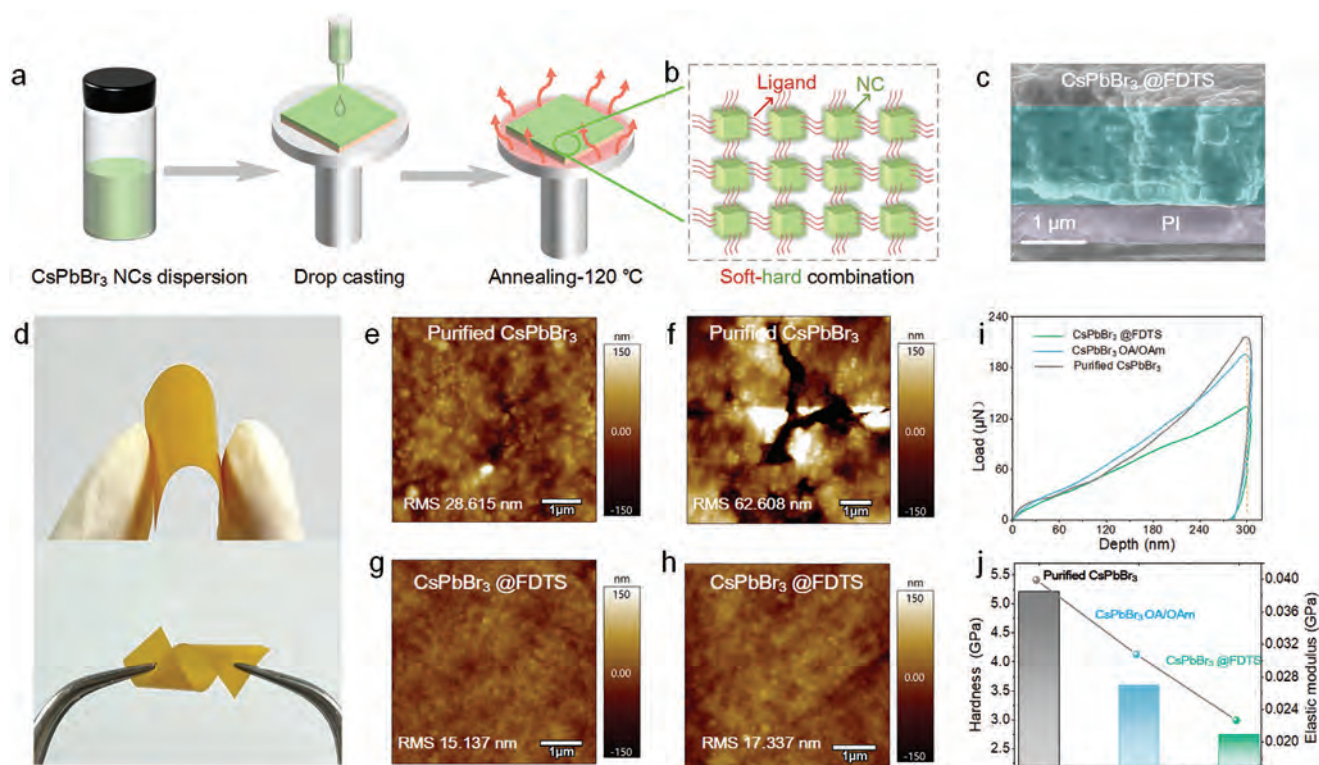 a
CsPbBr₃ NCs dispersion
Drop casting
Annealing-120 °C
b
Ligand
NC
Soft-hard combination
c
CsPbBr₃ @FDTS
PI
1 μm
d
e
Purified CsPbBr₃
RMS 28.615 nm
1μm
nm
150
0.00
-150
f
Purified CsPbBr₃
RMS 62.608 nm
1μm
nm
150
0.00
-150
g
CsPbBr₃ @FDTS
RMS 15.137 nm
1μm
nm
150
0.00
-150
h
CsPbBr₃ @FDTS
RMS 17.337 nm
1μm
nm
150
0.00
-150
i
CsPbBr₃ @FDTS
CsPbBr₃ OA/OAm
Purified CsPbBr₃
Load (μN)
240
180
120
60
0
0 60 120 180 240 300
Depth (nm)
j
Purified CsPbBr₃
CsPbBr₃ OA/OAm
CsPbBr₃ @FDTS
Hardness (GPa)
5.5
5.0
4.5
4.0
3.5
3.0
2.5
Elastic modulus (GPa)
0.040
0.036
0.032
0.028
0.024
0.020